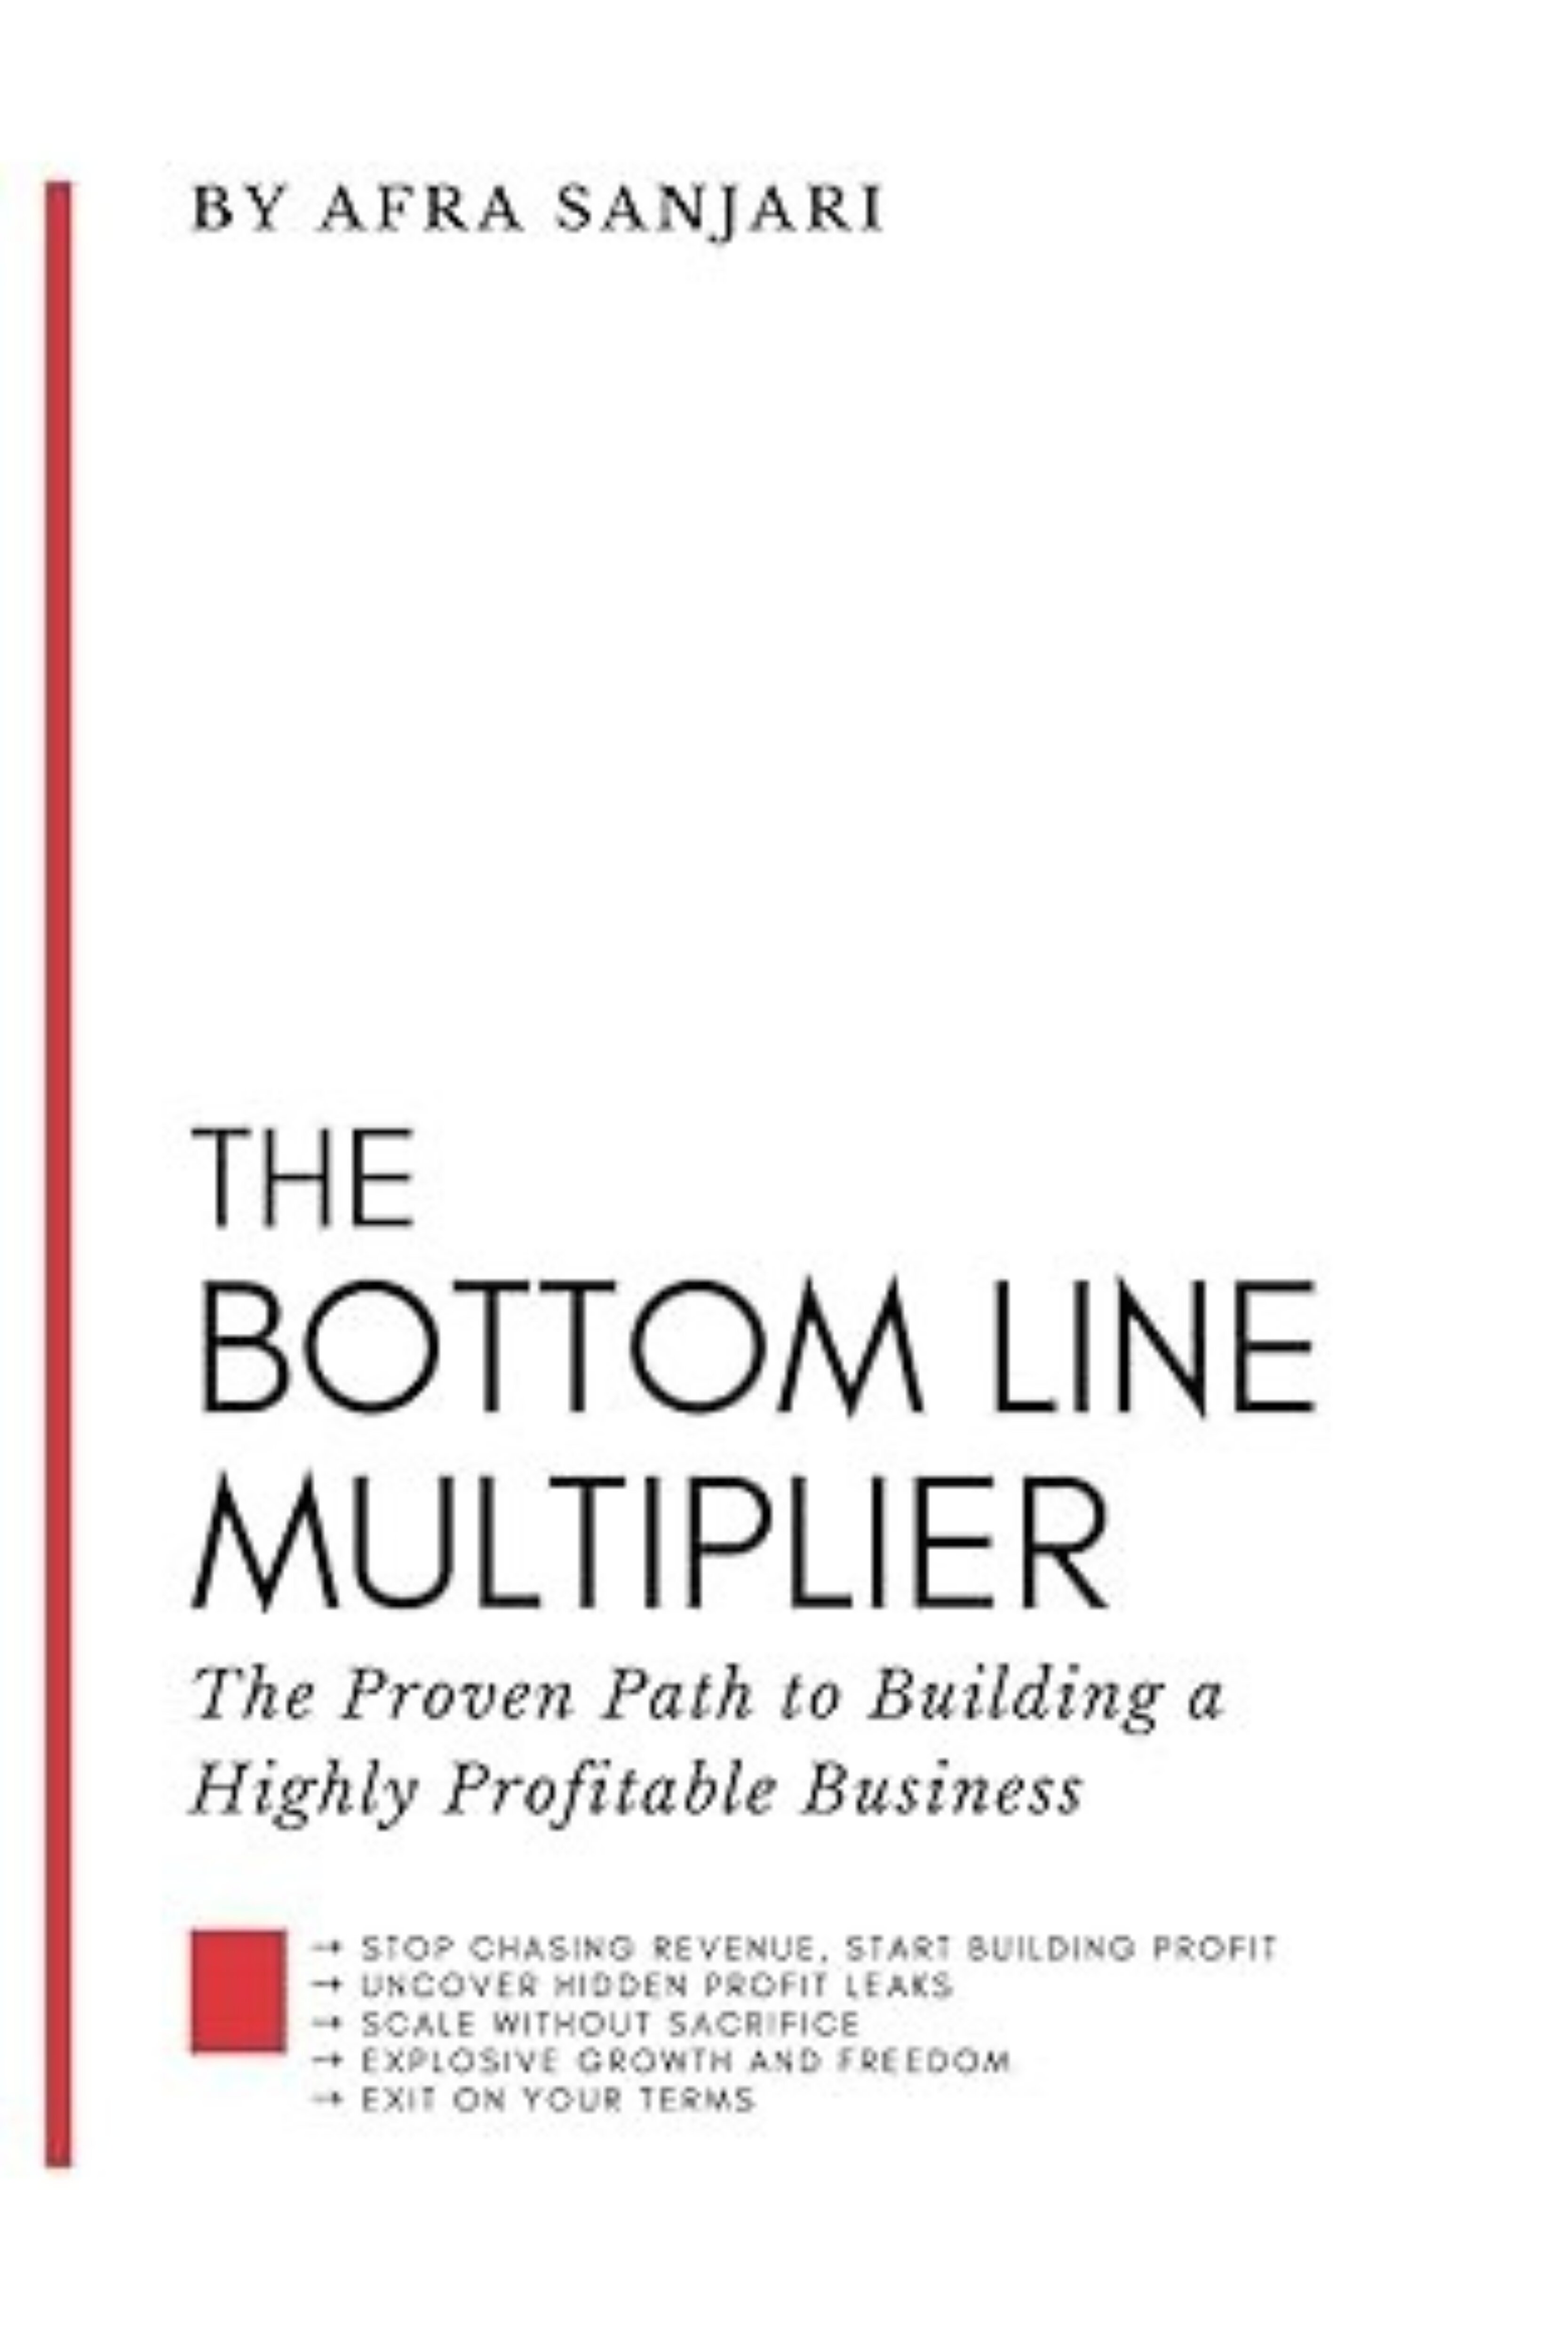 BY AFRA SANJARI
THE
BOTTOM LINE
MULTIPLIER
The Proven Path to Building a
Highly Profitable Business
→ STOP CHASING REVENUE, START BUILDING PROFIT
→ UNCOVER HIDDEN PROFIT LEAKS
→ SCALE WITHOUT SACRIFICE
→ EXPLOSIVE GROWTH AND FREEDOM
→ EXIT ON YOUR TERMS